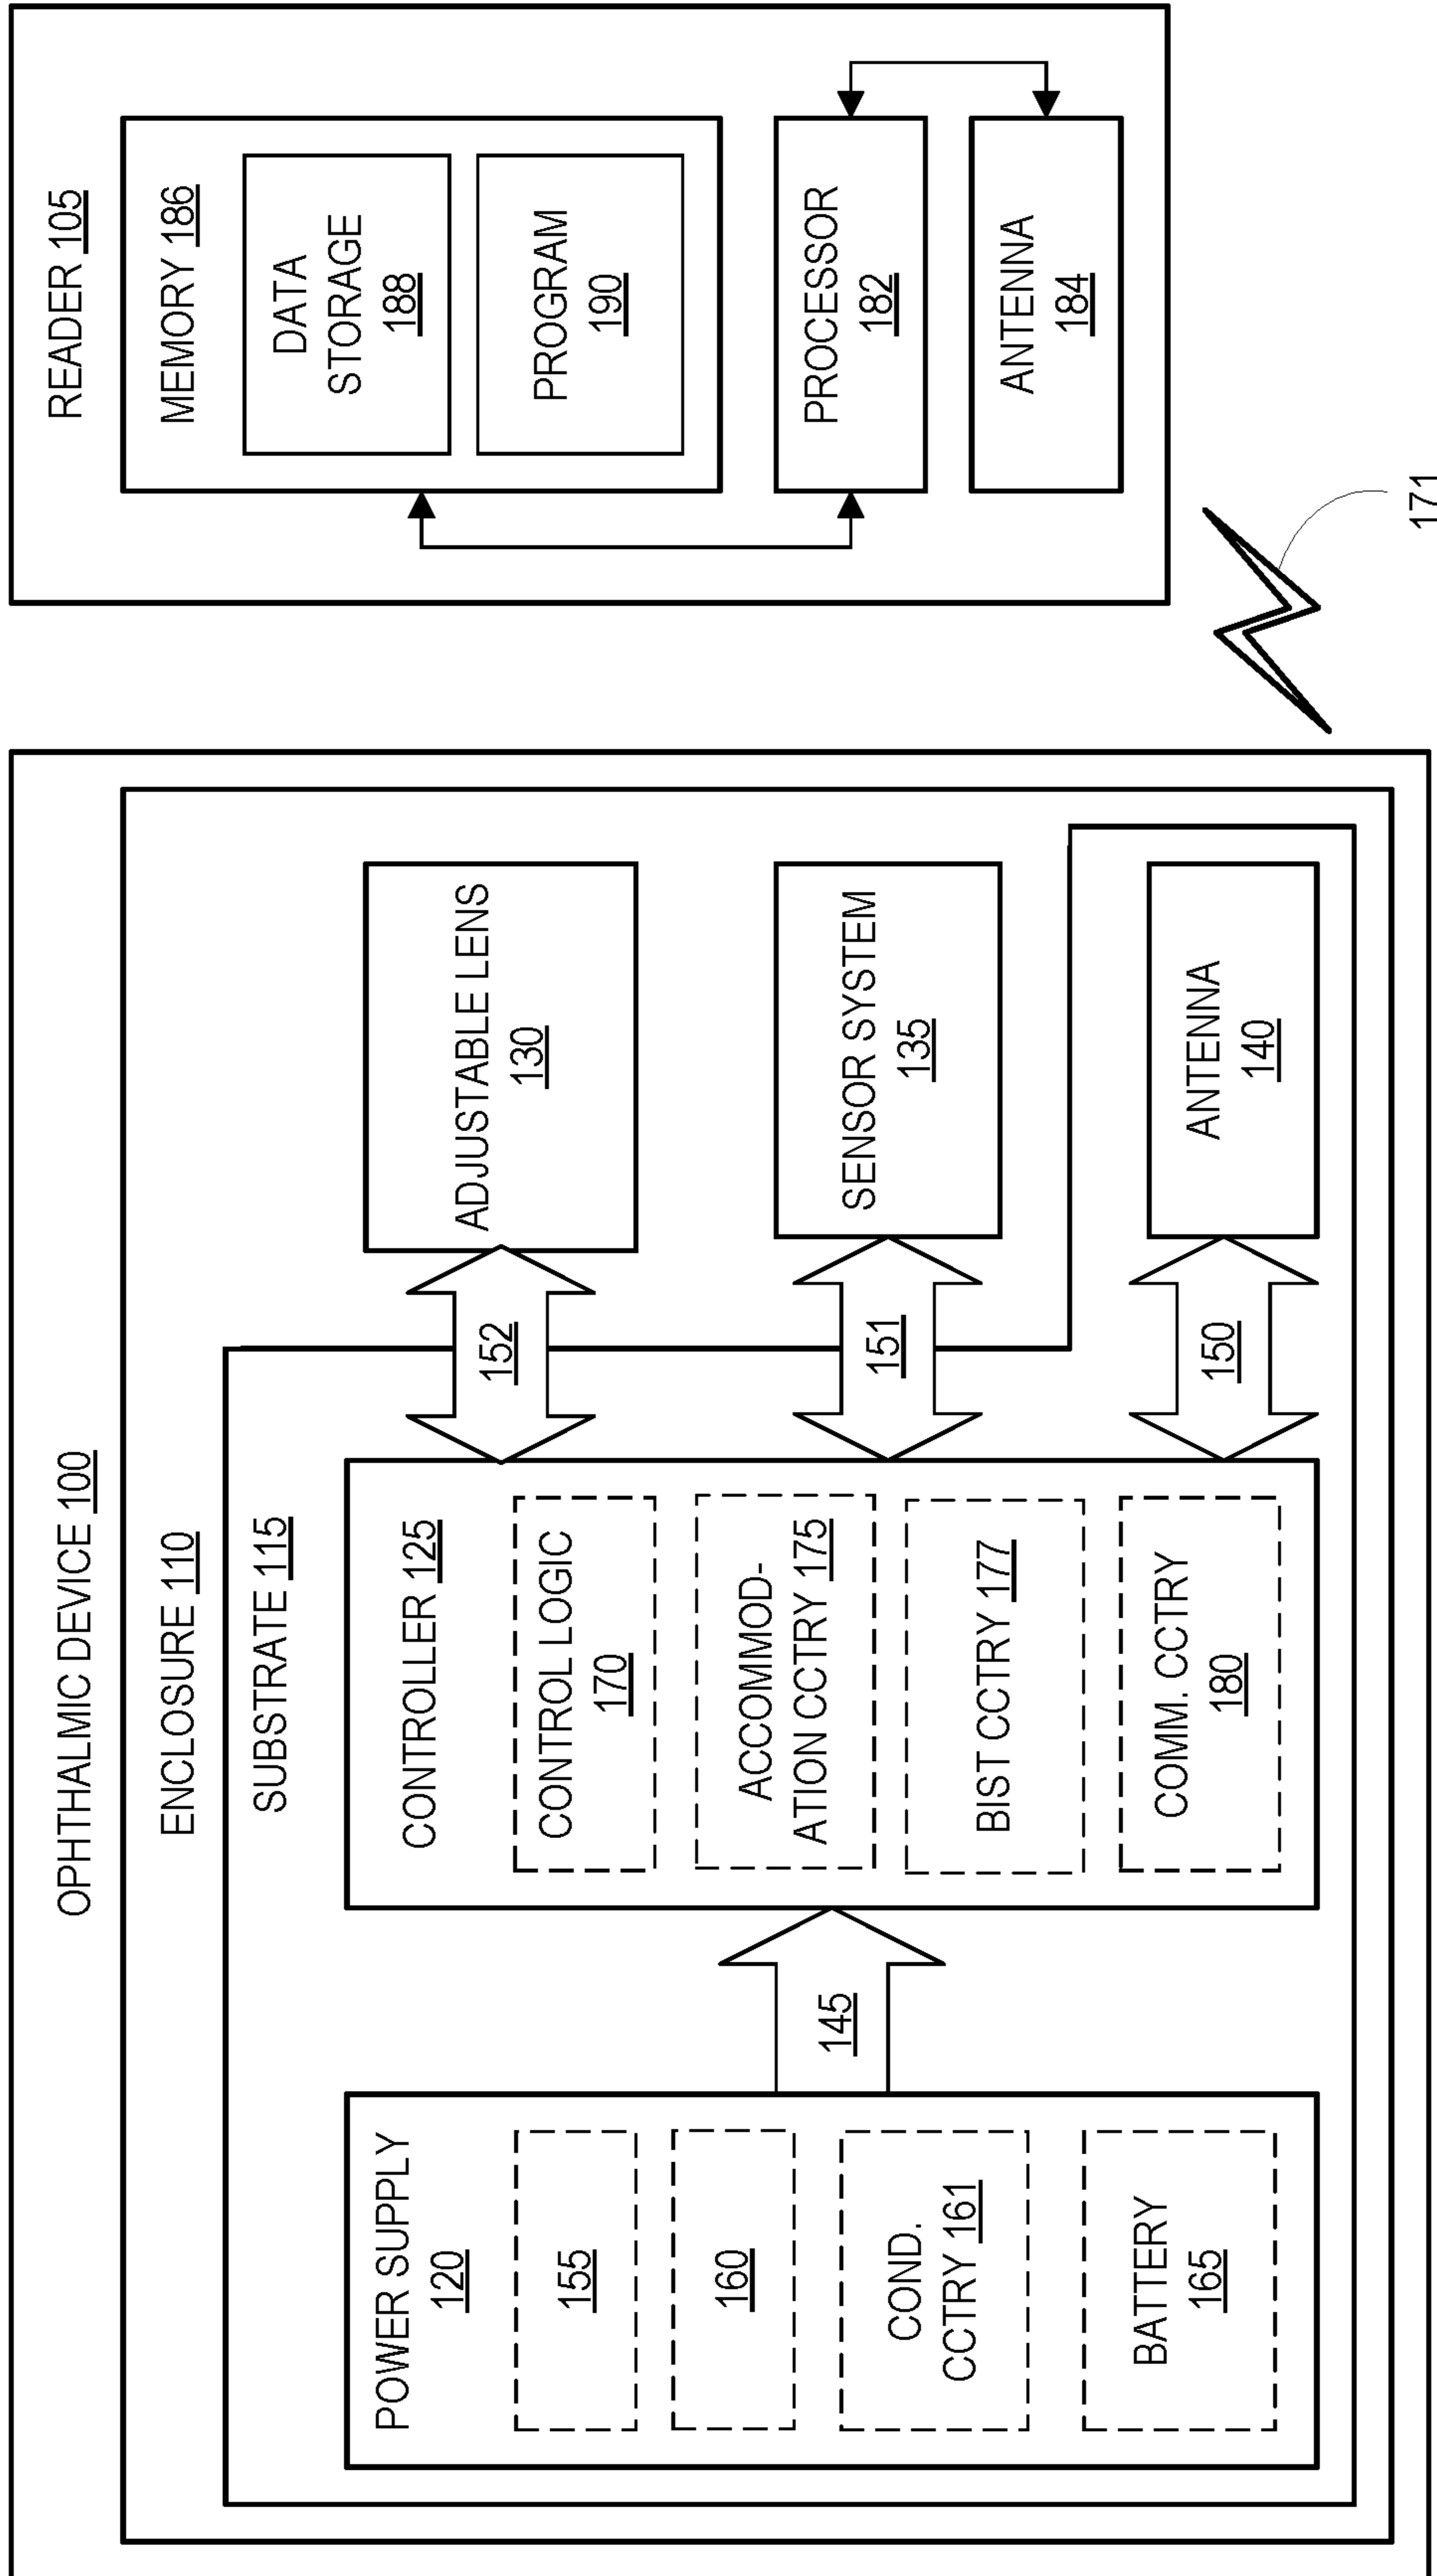 OPHTHALMIC DEVICE 100
ENCLOSURE 110
SUBSTRATE 115
POWER SUPPLY
120
155
160
COND.
CCTRY 161
BATTERY
165
145
CONTROLLER 125
CONTROL LOGIC
170
ACCOMMOD-
ATION CCTRY 175
BIST CCTRY 177
COMM. CCTRY
180
152
151
150
ADJUSTABLE LENS
130
SENSOR SYSTEM
135
ANTENNA
140
171
READER 105
MEMORY 186
DATA
STORAGE
188
PROGRAM
190
PROCESSOR
182
ANTENNA
184